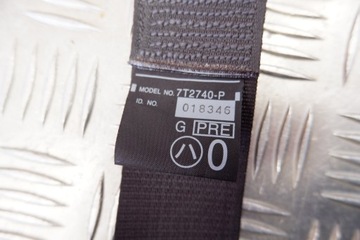 MODEL NO. 7T2740-P
ID. NO. 018346
G PRE
ハ 0